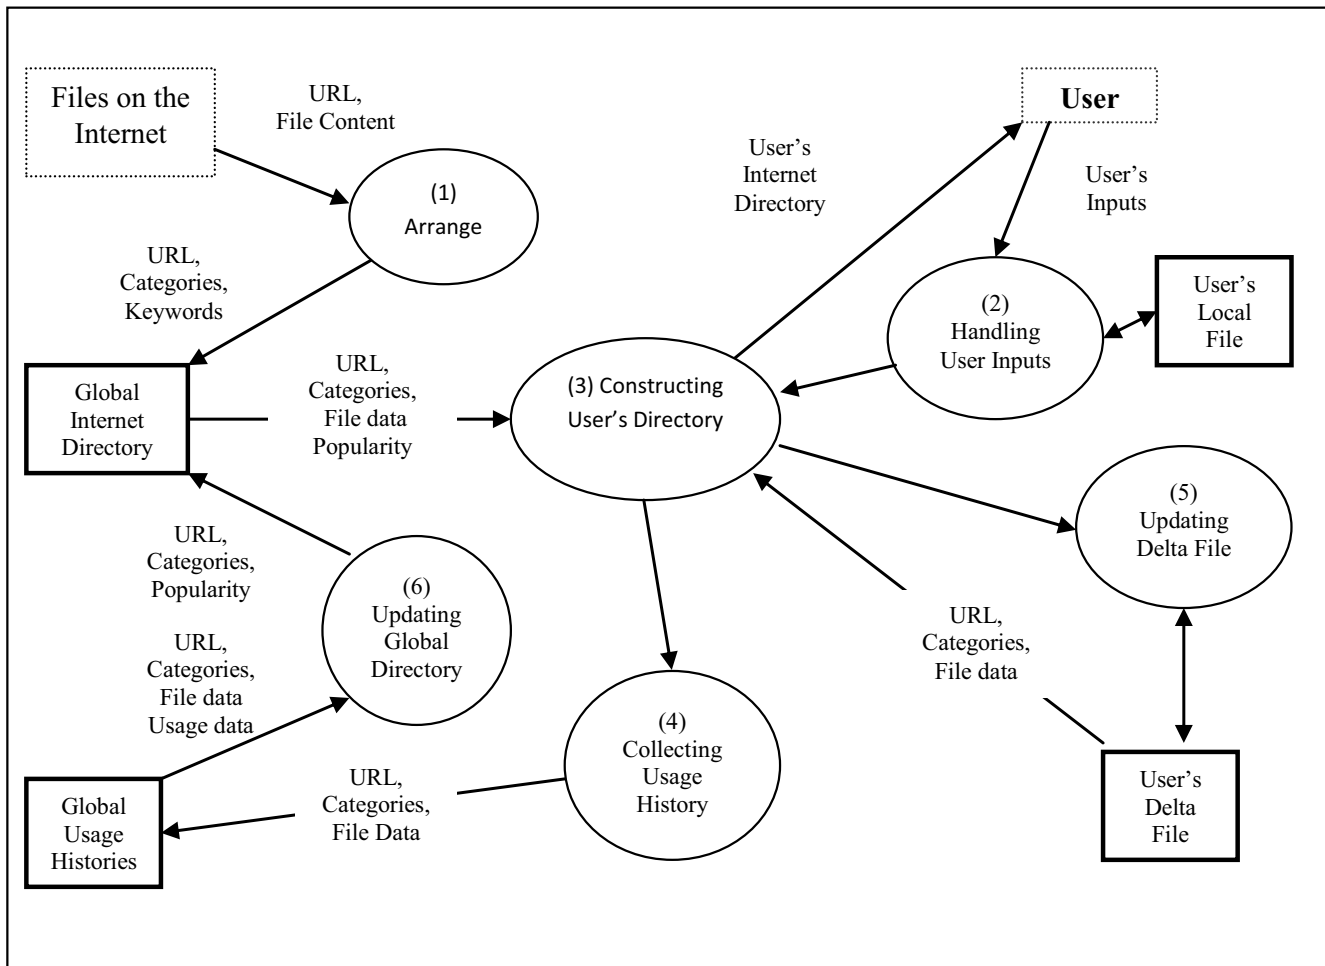 Files on the
Internet
URL,
File Content
(1)
Arrange
User
User's
Internet
Directory
User's
Inputs
URL,
Categories,
Keywords
(2)
Handling
User Inputs
User's
Local
File
Global
Internet
Directory
URL,
Categories,
File data
Popularity
(3) Constructing
User's Directory
(5)
Updating
Delta File
URL,
Categories,
Popularity
(6)
Updating
Global
Directory
URL,
Categories,
File data
URL,
Categories,
File data
Usage data
(4)
Collecting
Usage
History
URL,
Categories,
File Data
Global
Usage
Histories
User's
Delta
File